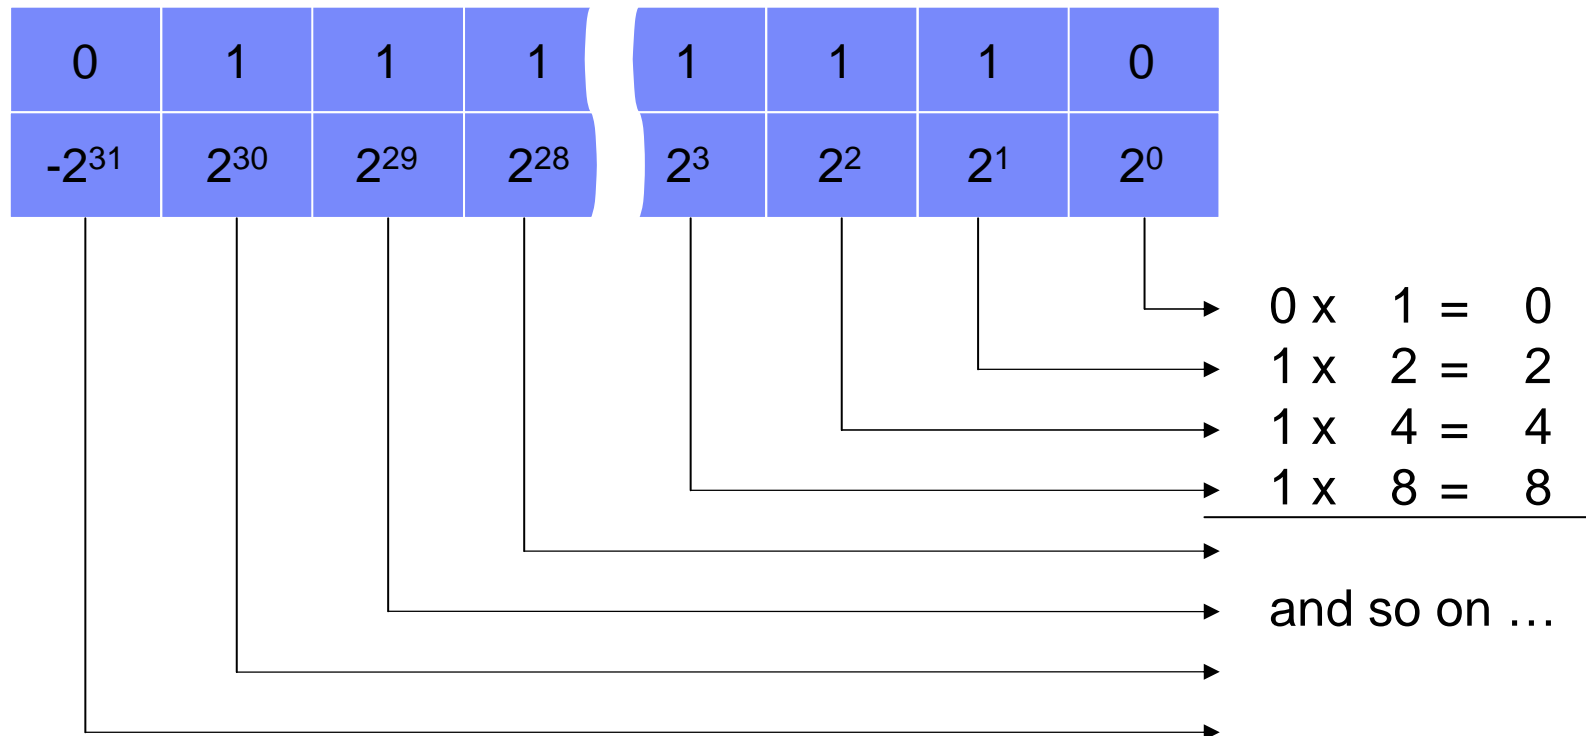 0 1 1 1 1 1 1 0
-2³¹ 2³⁰ 2²⁹ 2²⁸ 2³ 2² 2¹ 2⁰
0 x 1 = 0
1 x 2 = 2
1 x 4 = 4
1 x 8 = 8
and so on …